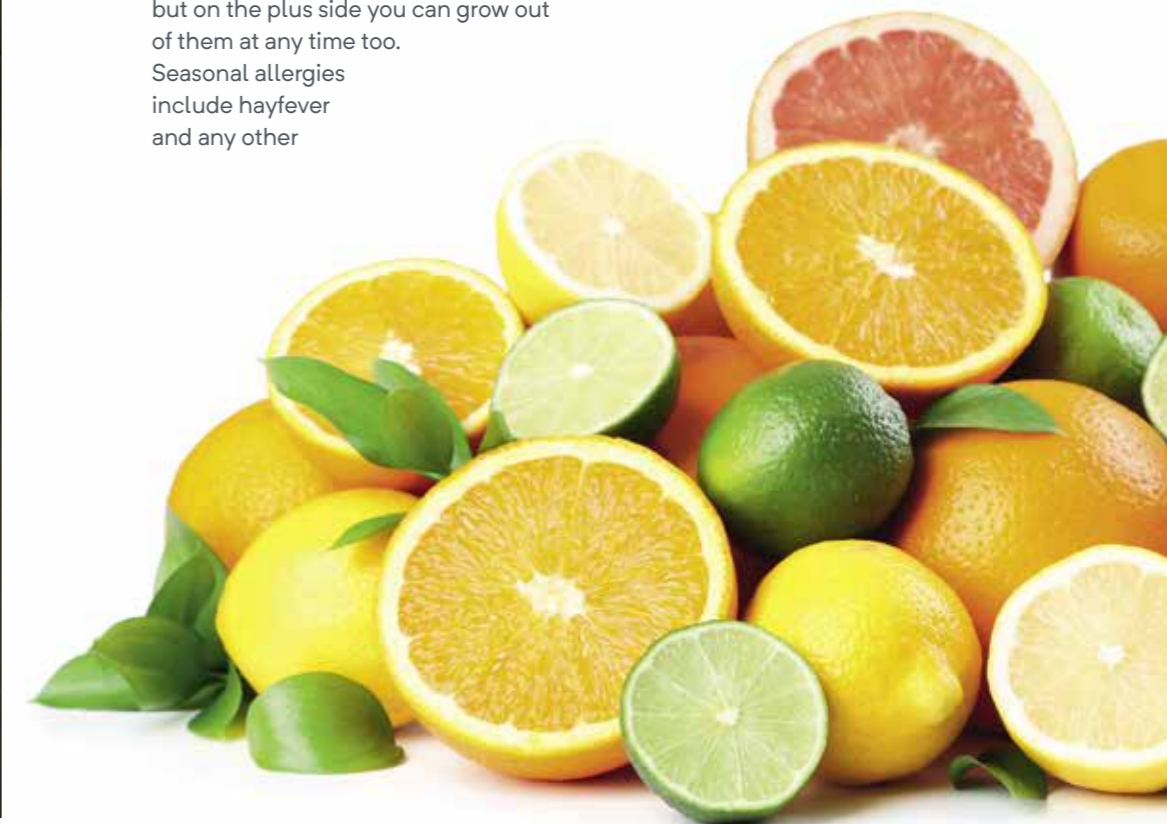 but on the plus side you can grow out
of them at any time too.
Seasonal allergies
include hayfever
and any other